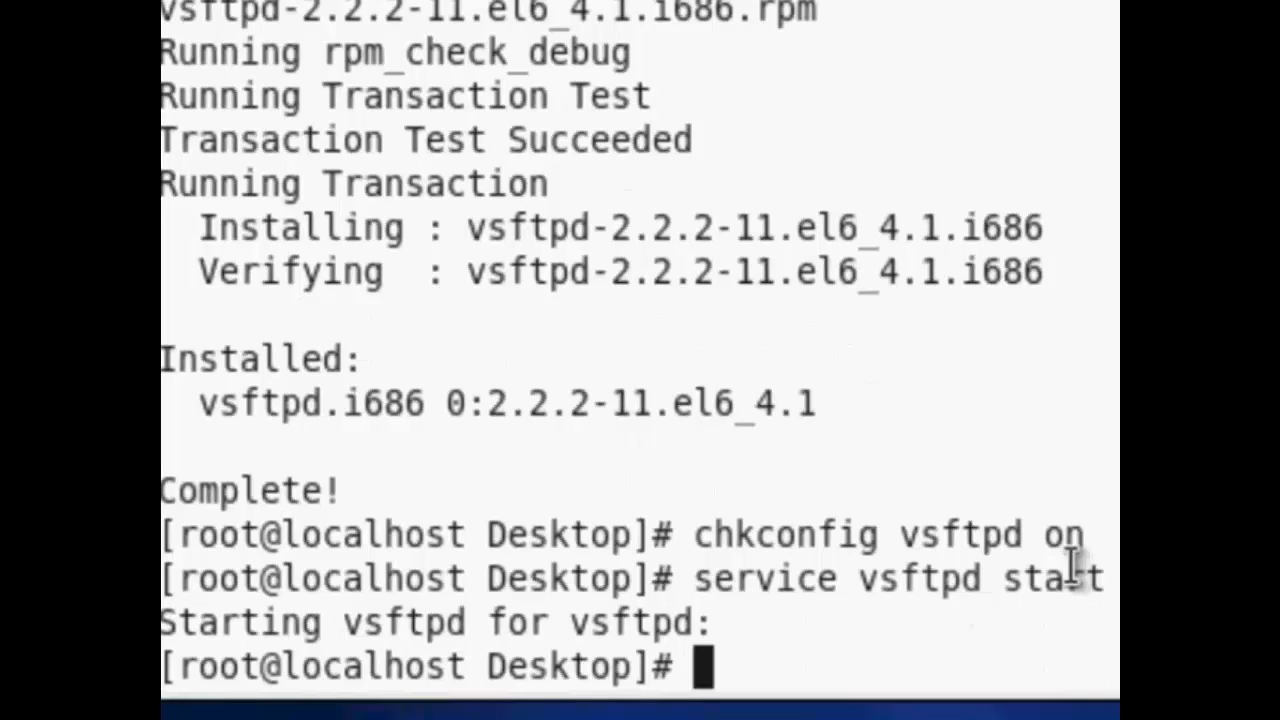 vsftpd-2.2.2-11.el6_4.1.i686.rpm
Running rpm_check_debug
Running Transaction Test
Transaction Test Succeeded
Running Transaction
  Installing : vsftpd-2.2.2-11.el6_4.1.i686
  Verifying  : vsftpd-2.2.2-11.el6_4.1.i686

Installed:
  vsftpd.i686 0:2.2.2-11.el6_4.1

Complete!
[root@localhost Desktop]# chkconfig vsftpd on
[root@localhost Desktop]# service vsftpd start
Starting vsftpd for vsftpd:
[root@localhost Desktop]#